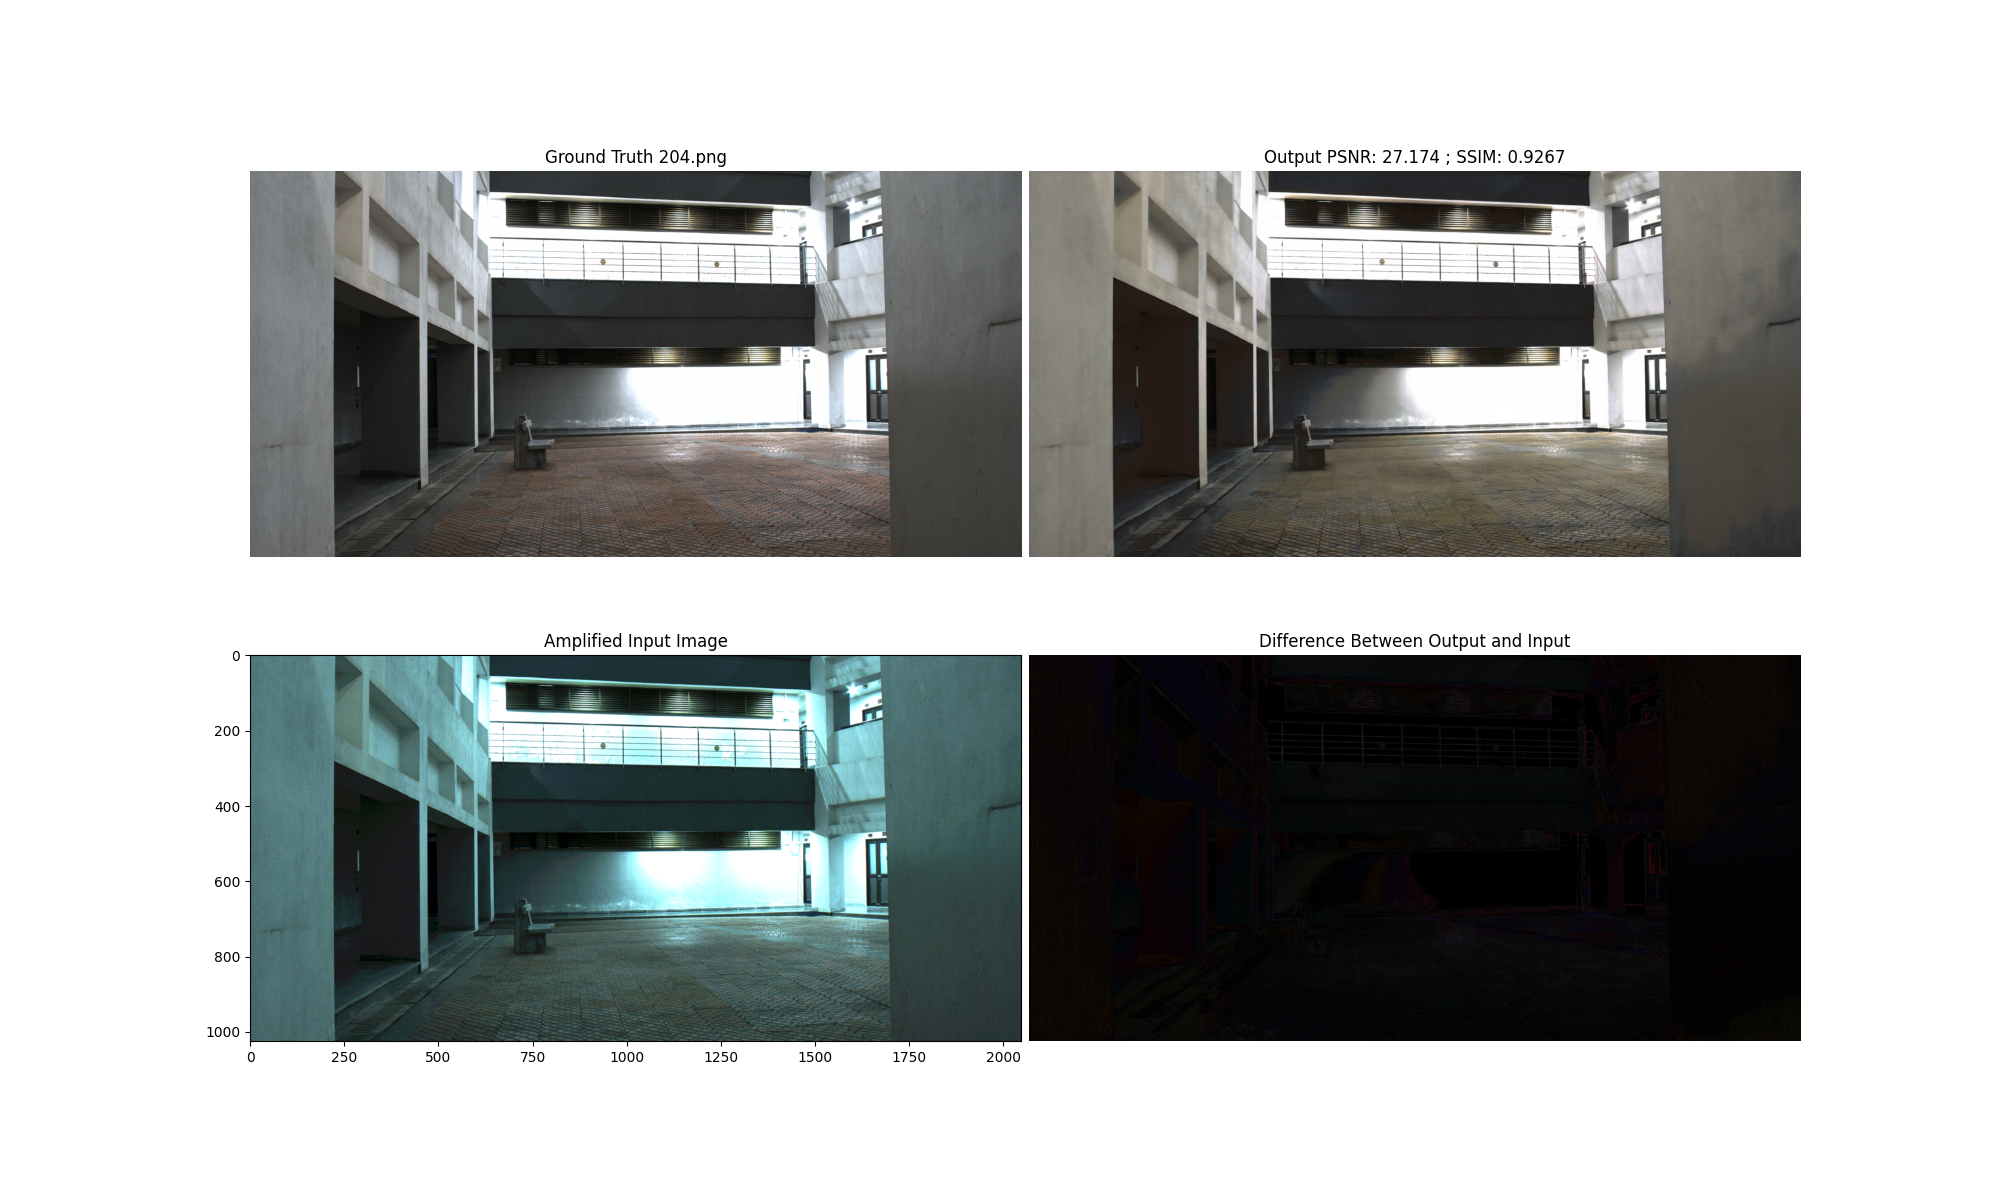 Ground Truth 204.png
Output PSNR: 27.174 ; SSIM: 0.9267
Amplified Input Image
Difference Between Output and Input
0
200
400
600
800
1000
0 250 500 750 1000 1250 1500 1750 2000